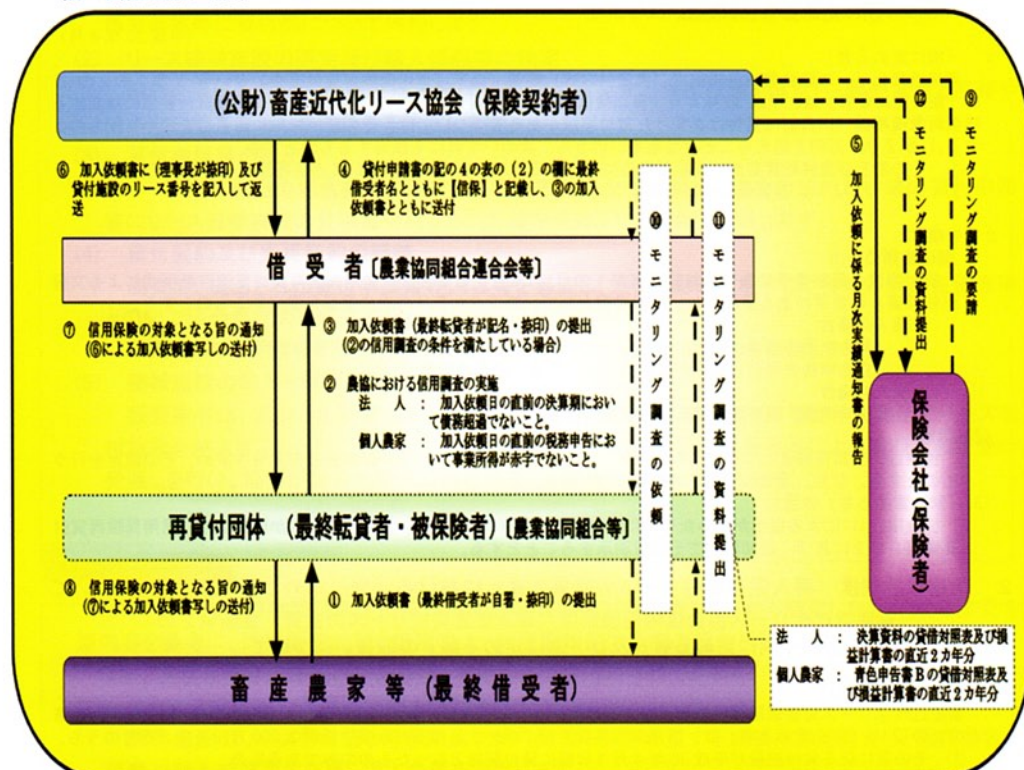 (公財)畜産近代化リース協会(保険契約者)
⑥ 加入依頼書に(理事長が捺印)及び
貸付施設のリース番号を記入して返
送
④ 貸付申請書の記の4の表の(2)の欄に最終
借受者名とともに【信保】と記載し、③の加入
依頼書とともに送付
借受者〔農業協同組合連合会等〕
⑦ 信用保険の対象となる旨の通知
(⑥による加入依頼書写しの送付)
③ 加入依頼書(最終転貸者が記名・捺印)の提出
(②の信用調査の条件を満たしている場合)
② 農協における信用調査の実施
法人 : 加入依頼日の直前の決算期において
て債務超過でないこと。
個人農家 : 加入依頼日の直前の税務申告にお
いて事業所得が赤字でないこと。
再貸付団体 (最終転貸者・被保険者)〔農業協同組合等〕
⑧ 信用保険の対象となる旨の通知
(⑦による加入依頼書写しの送付)
① 加入依頼書(最終借受者が自署・捺印)の提出
畜産農家等(最終借受者)
⑩ モニタリング調査の依頼
⑪ モニタリング調査の資料提出
⑤ 加入依頼に係る月次実績通知書の報告
⑫ モニタリング調査の資料提出
⑨ モニタリング調査の要請
保険会社(保険者)
法人 : 決算資料の貸借対照表及び損
益計算書の直近2カ年分
個人農家 : 青色申告書Bの貸借対照表及
び損益計算書の直近2カ年分